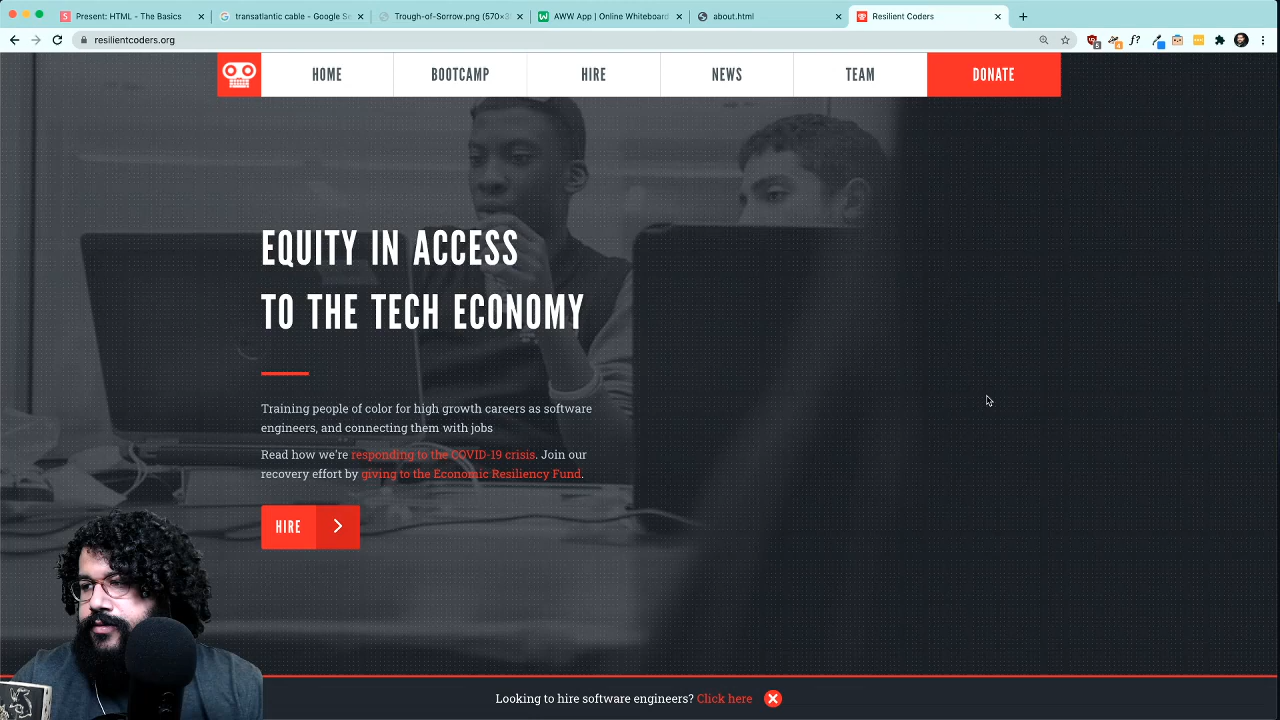 Present: HTML - The Basics
transatlantic cable - Google Se
Trough-of-Sorrow.png (570×3
AWW App | Online Whiteboard
about.html
Resilient Coders
resilientcoders.org
HOME
BOOTCAMP
HIRE
NEWS
TEAM
DONATE
EQUITY IN ACCESS
TO THE TECH ECONOMY
Training people of color for high growth careers as software
engineers, and connecting them with jobs
Read how we're responding to the COVID-19 crisis. Join our
recovery effort by giving to the Economic Resiliency Fund.
HIRE
Looking to hire software engineers? Click here